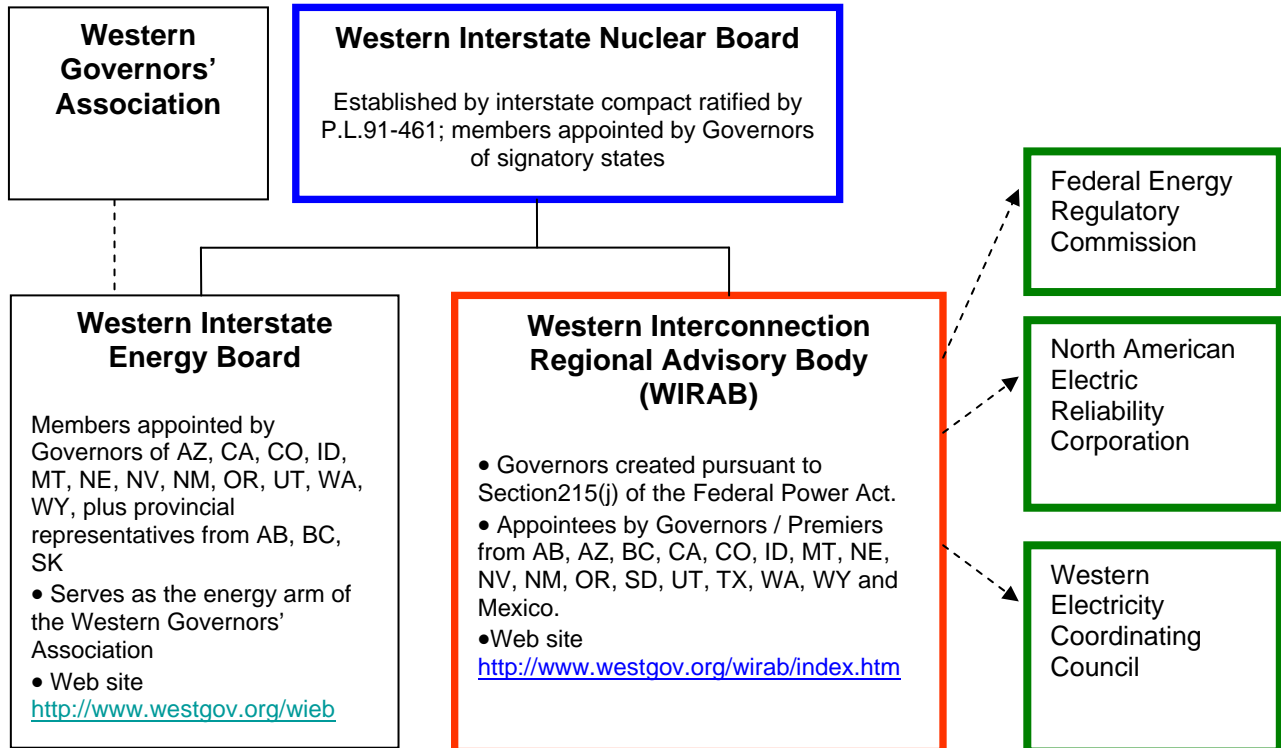 Western
Governors’
Association
Western Interstate Nuclear Board
Established by interstate compact ratified by
P.L.91-461; members appointed by Governors
of signatory states
Federal Energy
Regulatory
Commission
Western Interstate
Energy Board
Members appointed by
Governors of AZ, CA, CO, ID,
MT, NE, NV, NM, OR, UT, WA,
WY, plus provincial
representatives from AB, BC,
SK
• Serves as the energy arm of
the Western Governors’
Association
• Web site
http://www.westgov.org/wieb
Western Interconnection
Regional Advisory Body
(WIRAB)
• Governors created pursuant to
Section215(j) of the Federal Power Act.
• Appointees by Governors / Premiers
from AB, AZ, BC, CA, CO, ID, MT, NE,
NV, NM, OR, SD, UT, TX, WA, WY and
Mexico.
•Web site
http://www.westgov.org/wirab/index.htm
North American
Electric
Reliability
Corporation
Western
Electricity
Coordinating
Council